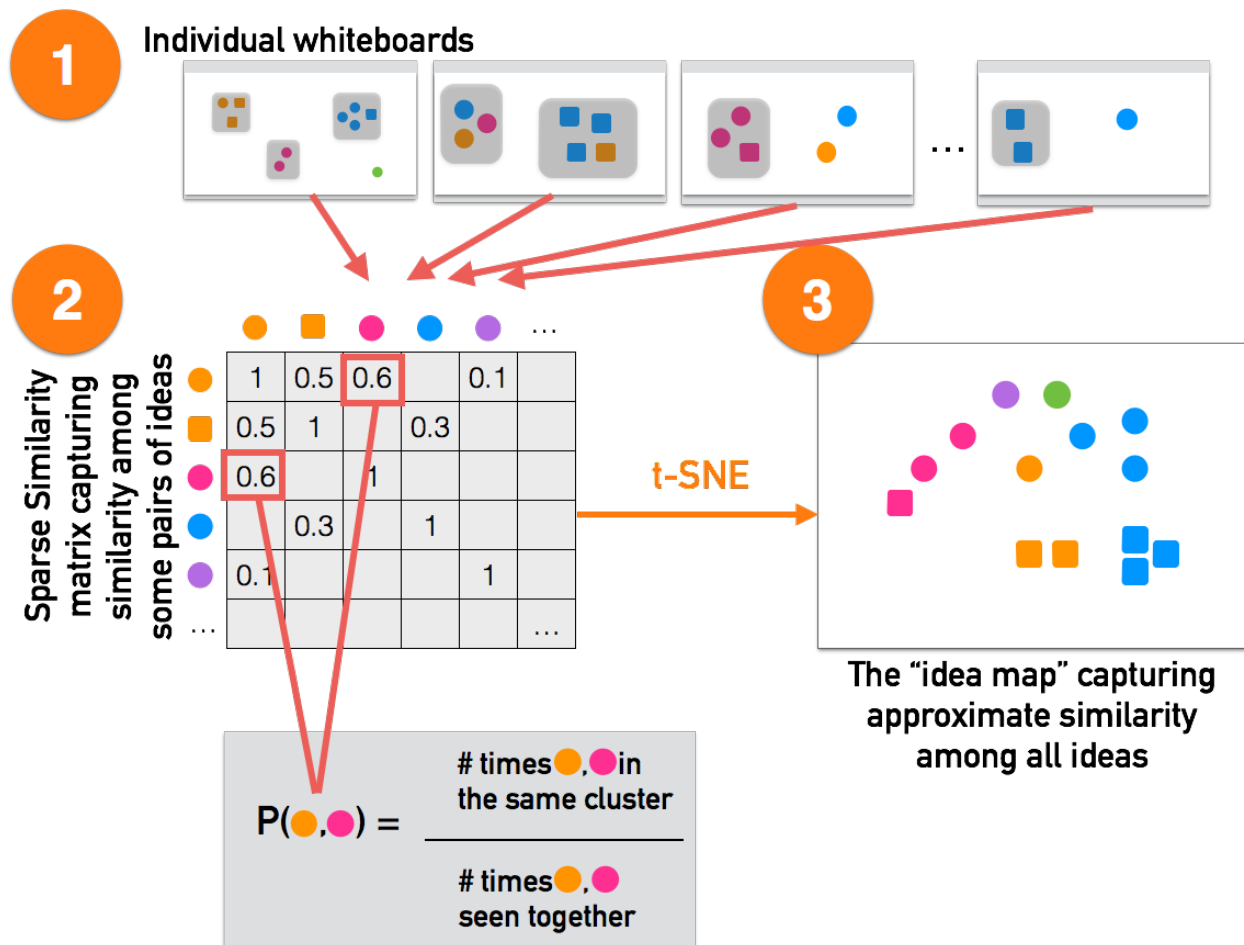 1
Individual whiteboards
...
2
3
Sparse Similarity
matrix capturing
similarity among
some pairs of ideas
...
1 0.5 0.6 0.1
0.5 1 0.3
0.6 1
0.3 1
0.1 1
... ...
t-SNE
The “idea map” capturing
approximate similarity
among all ideas
P( , ) =
# times , in
the same cluster
# times ,
seen together